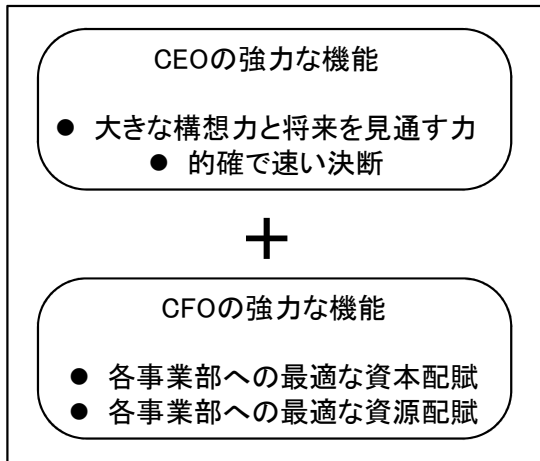 CEOの強力な機能
● 大きな構想力と将来を見通す力
● 的確で速い決断
＋
CFOの強力な機能
● 各事業部への最適な資本配賦
● 各事業部への最適な資源配賦